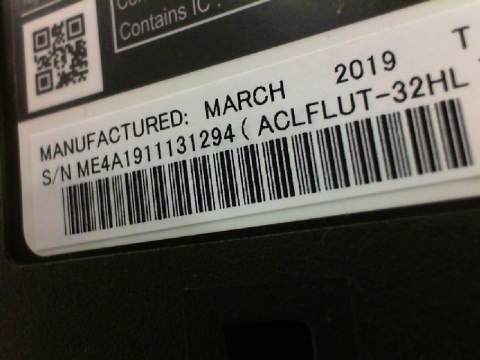 Contains IC :
MANUFACTURED: MARCH 2019 T
S/N ME4A1911131294 ( ACLFLUT-32HL